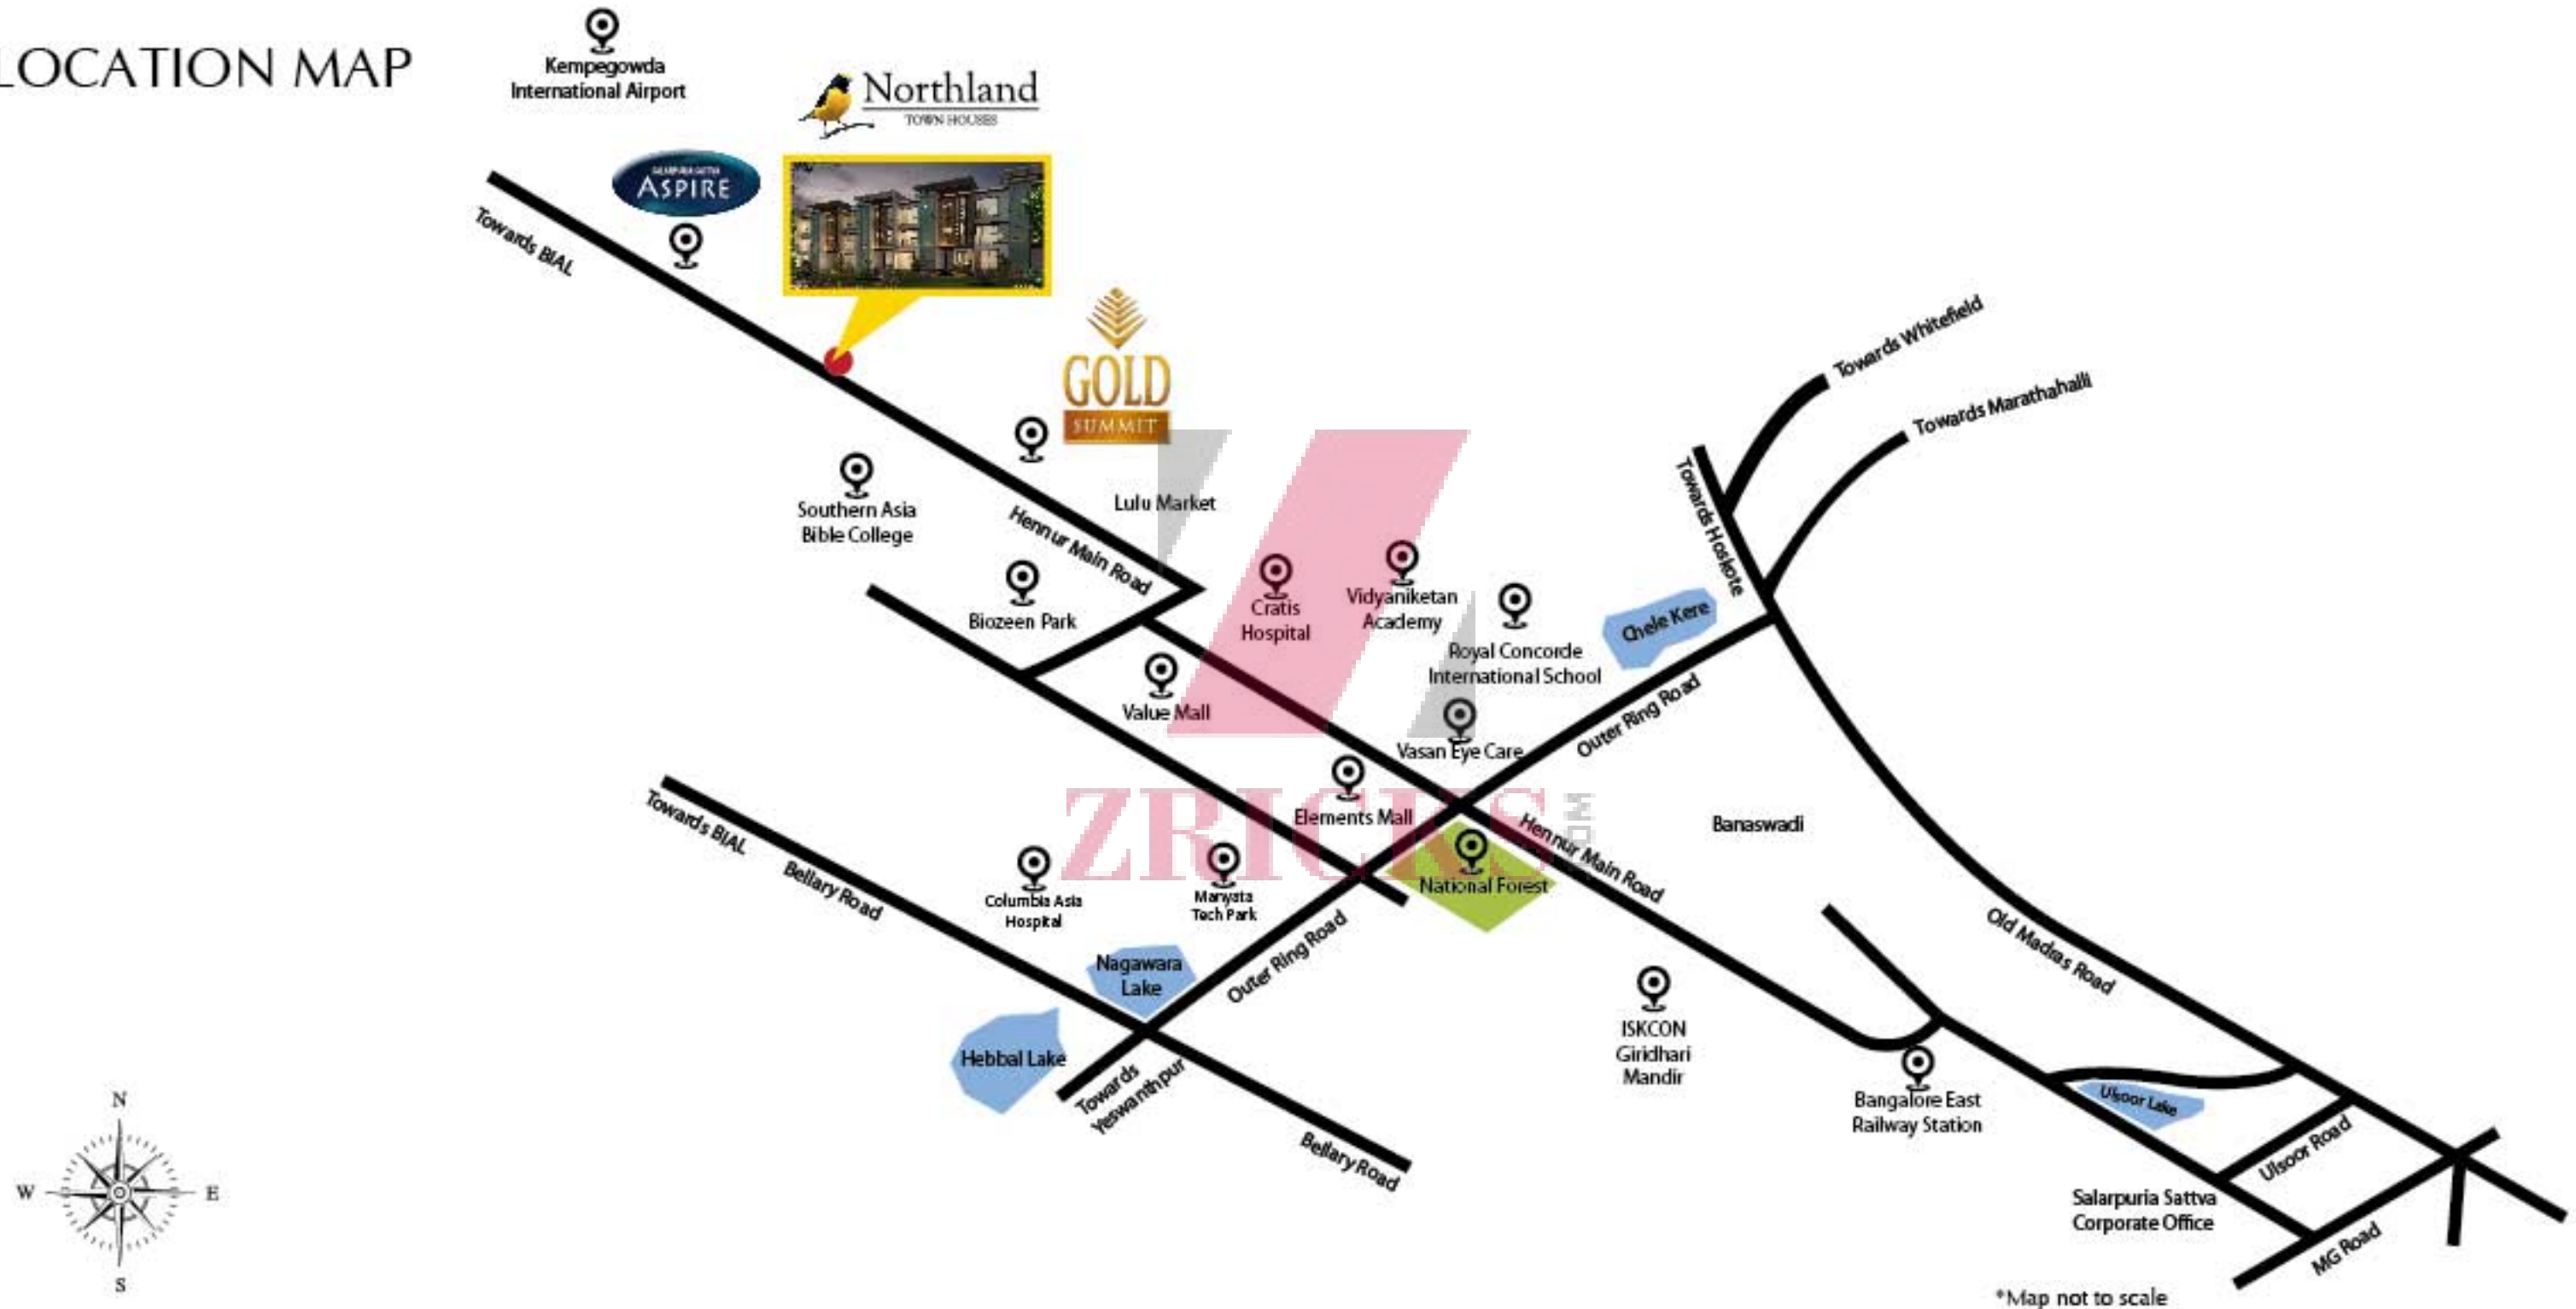 LOCATION MAP
Kempegowda
International Airport
Northland
TOWN HOUSES
SALARPURIA SATTVA
ASPIRE
Towards BIAL
GOLD
SUMMIT
Towards Whitefield
Towards Marathahalli
Towards Hoskote
Southern Asia
Bible College
Hennur Main Road
Lulu Market
Biozeen Park
Cratis
Hospital
Vidyaniketan
Academy
Royal Concorde
International School
Chele Kere
Value Mall
Vasan Eye Care
Outer Ring Road
Elements Mall
ZRICKS
.COM
Hennur Main Road
Banaswadi
National Forest
Towards BIAL
Bellary Road
Columbia Asia
Hospital
Manyata
Tech Park
Nagawara
Lake
Outer Ring Road
Old Madras Road
Hebbal Lake
Towards
Yeswanthpur
ISKCON
Giridhari
Mandir
Bangalore East
Railway Station
Ulsoor Lake
Bellary Road
Ulsoor Road
Salarpuria Sattva
Corporate Office
MG Road
N
W
E
S
*Map not to scale